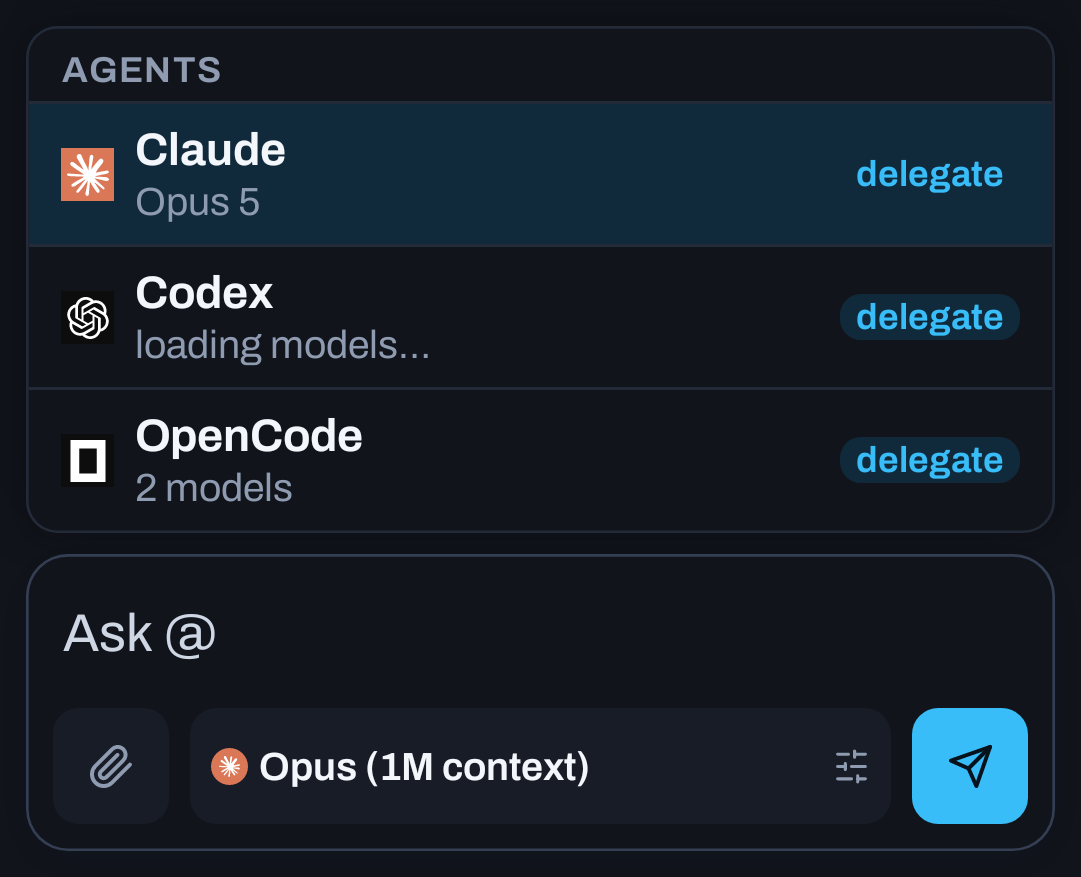 AGENTS
Claude
Opus 5
delegate
Codex
loading models...
delegate
OpenCode
2 models
delegate
Ask @
Opus (1M context)